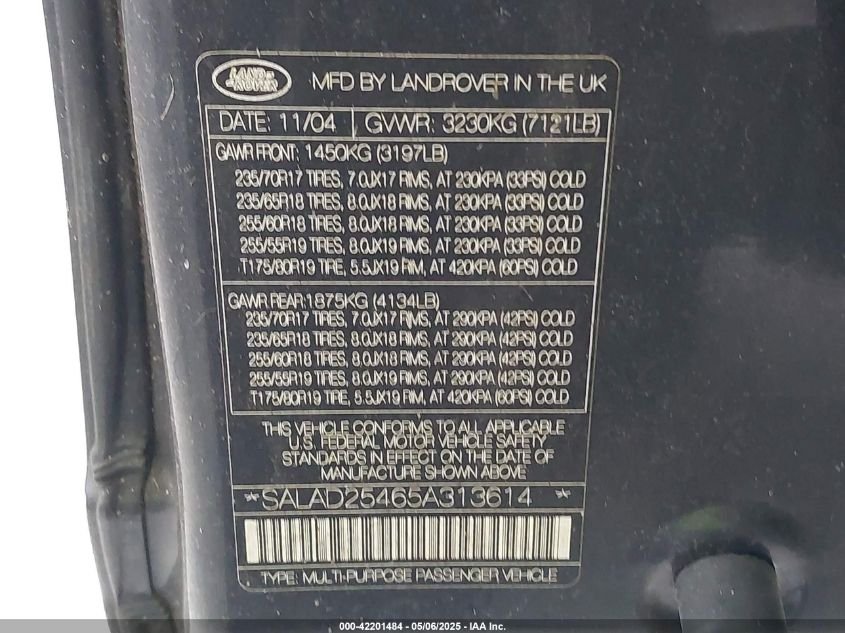 LAND ROVER
MFD BY LANDROVER IN THE UK
DATE: 11/04 GVWR: 3230KG (7121LB)
GAWR FRONT: 1450KG (3197LB)
235/70R17 TIRES, 7.0JX17 RIMS, AT 230KPA (33PSI) COLD
235/65R18 TIRES, 8.0JX18 RIMS, AT 230KPA (33PSI) COLD
255/60R18 TIRES, 8.0JX18 RIMS, AT 230KPA (33PSI) COLD
255/55R19 TIRES, 8.0JX19 RIMS, AT 230KPA (33PSI) COLD
T175/80R19 TIRE, 5.5JX19 RIM, AT 420KPA (60PSI) COLD
GAWR REAR: 1875KG (4134LB)
235/70R17 TIRES, 7.0JX17 RIMS, AT 290KPA (42PSI) COLD
235/65R18 TIRES, 8.0JX18 RIMS, AT 290KPA (42PSI) COLD
255/60R18 TIRES, 8.0JX18 RIMS, AT 290KPA (42PSI) COLD
255/55R19 TIRES, 8.0JX19 RIMS, AT 290KPA (42PSI) COLD
T175/80R19 TIRE, 5.5JX19 RIM, AT 420KPA (60PSI) COLD
THIS VEHICLE CONFORMS TO ALL APPLICABLE
U.S. FEDERAL MOTOR VEHICLE SAFETY
STANDARDS IN EFFECT ON THE DATE OF
MANUFACTURE SHOWN ABOVE
*SALAD25465A313614 *
TYPE: MULTI-PURPOSE PASSENGER VEHICLE
000-42201484 - 05/06/2025 - IAA Inc.